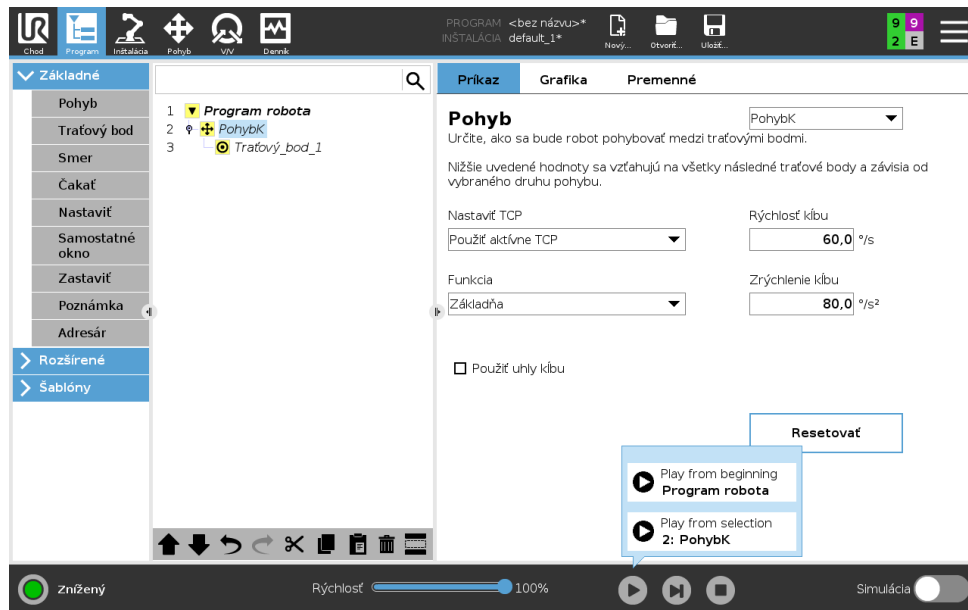 UR
PROGRAM <bez názvu>*
INŠTALÁCIA default_1*
Chod
Program
Inštalácia
Pohyb
V/V
Denník
Nový...
Otvoriť...
Uložiť...
9 9
2 E
Základné
Pohyb
Traťový bod
Smer
Čakať
Nastaviť
Samostatné
okno
Zastaviť
Poznámka
Adresár
Rozšírené
Šablóny
1 Program robota
2 PohybK
3 Traťový_bod_1
Príkaz Grafika Premenné
Pohyb
PohybK
Určite, ako sa bude robot pohybovať medzi traťovými bodmi.
Nižšie uvedené hodnoty sa vzťahujú na všetky následné traťové body a závisia od
vybraného druhu pohybu.
Nastaviť TCP
Rýchlosť kĺbu
Použiť aktívne TCP
60,0 °/s
Funkcia
Zrýchlenie kĺbu
Základňa
80,0 °/s²
Použiť uhly kĺbu
Resetovať
Play from beginning
Program robota
Play from selection
2: PohybK
Znížený
Rýchlosť
100%
Simulácia